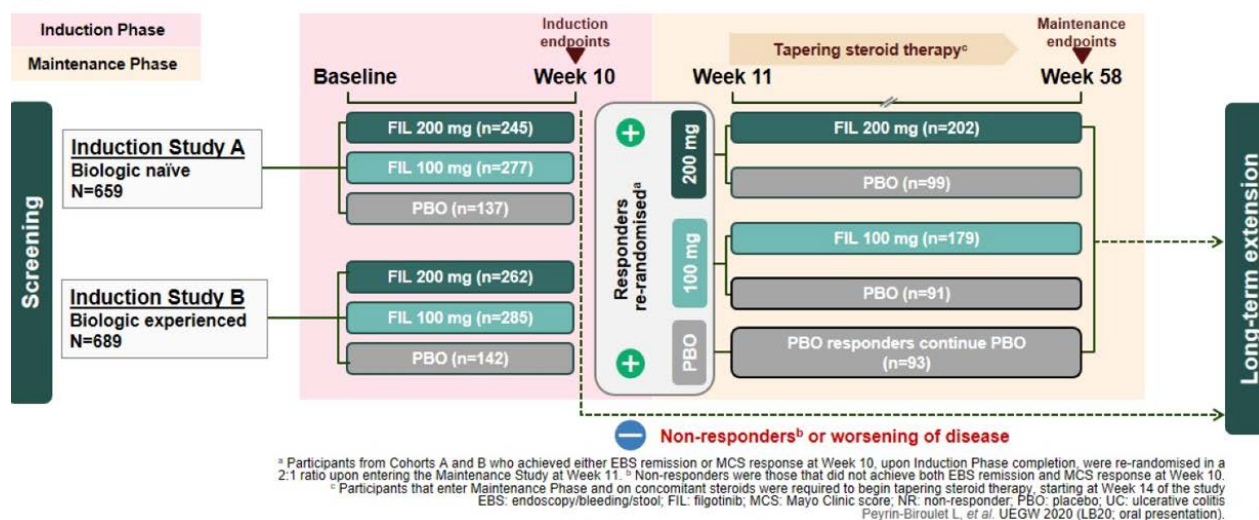 Induction Phase
Maintenance Phase
Induction
endpoints
Baseline
Week 10
Tapering steroid therapyᶜ
Maintenance
endpoints
Week 11
Week 58
Screening
Induction Study A
Biologic naïve
N=659
FIL 200 mg (n=245)
FIL 100 mg (n=277)
PBO (n=137)
Induction Study B
Biologic experienced
N=689
FIL 200 mg (n=262)
FIL 100 mg (n=285)
PBO (n=142)
Responders
re-randomisedᵃ
200 mg
100 mg
PBO
FIL 200 mg (n=202)
PBO (n=99)
FIL 100 mg (n=179)
PBO (n=91)
PBO responders continue PBO
(n=93)
Long-term extension
Non-respondersᵇ or worsening of disease
ᵃ Participants from Cohorts A and B who achieved either EBS remission or MCS response at Week 10, upon Induction Phase completion, were re-randomised in a
2:1 ratio upon entering the Maintenance Study at Week 11. ᵇ Non-responders were those that did not achieve both EBS remission and MCS response at Week 10.
ᶜ Participants that enter Maintenance Phase and on concomitant steroids were required to begin tapering steroid therapy, starting at Week 14 of the study
EBS: endoscopy/bleeding/stool; FIL: filgotinib; MCS: Mayo Clinic score; NR: non-responder; PBO: placebo; UC: ulcerative colitis
Peyrin-Biroulet L, et al. UEGW 2020 (LB20; oral presentation).